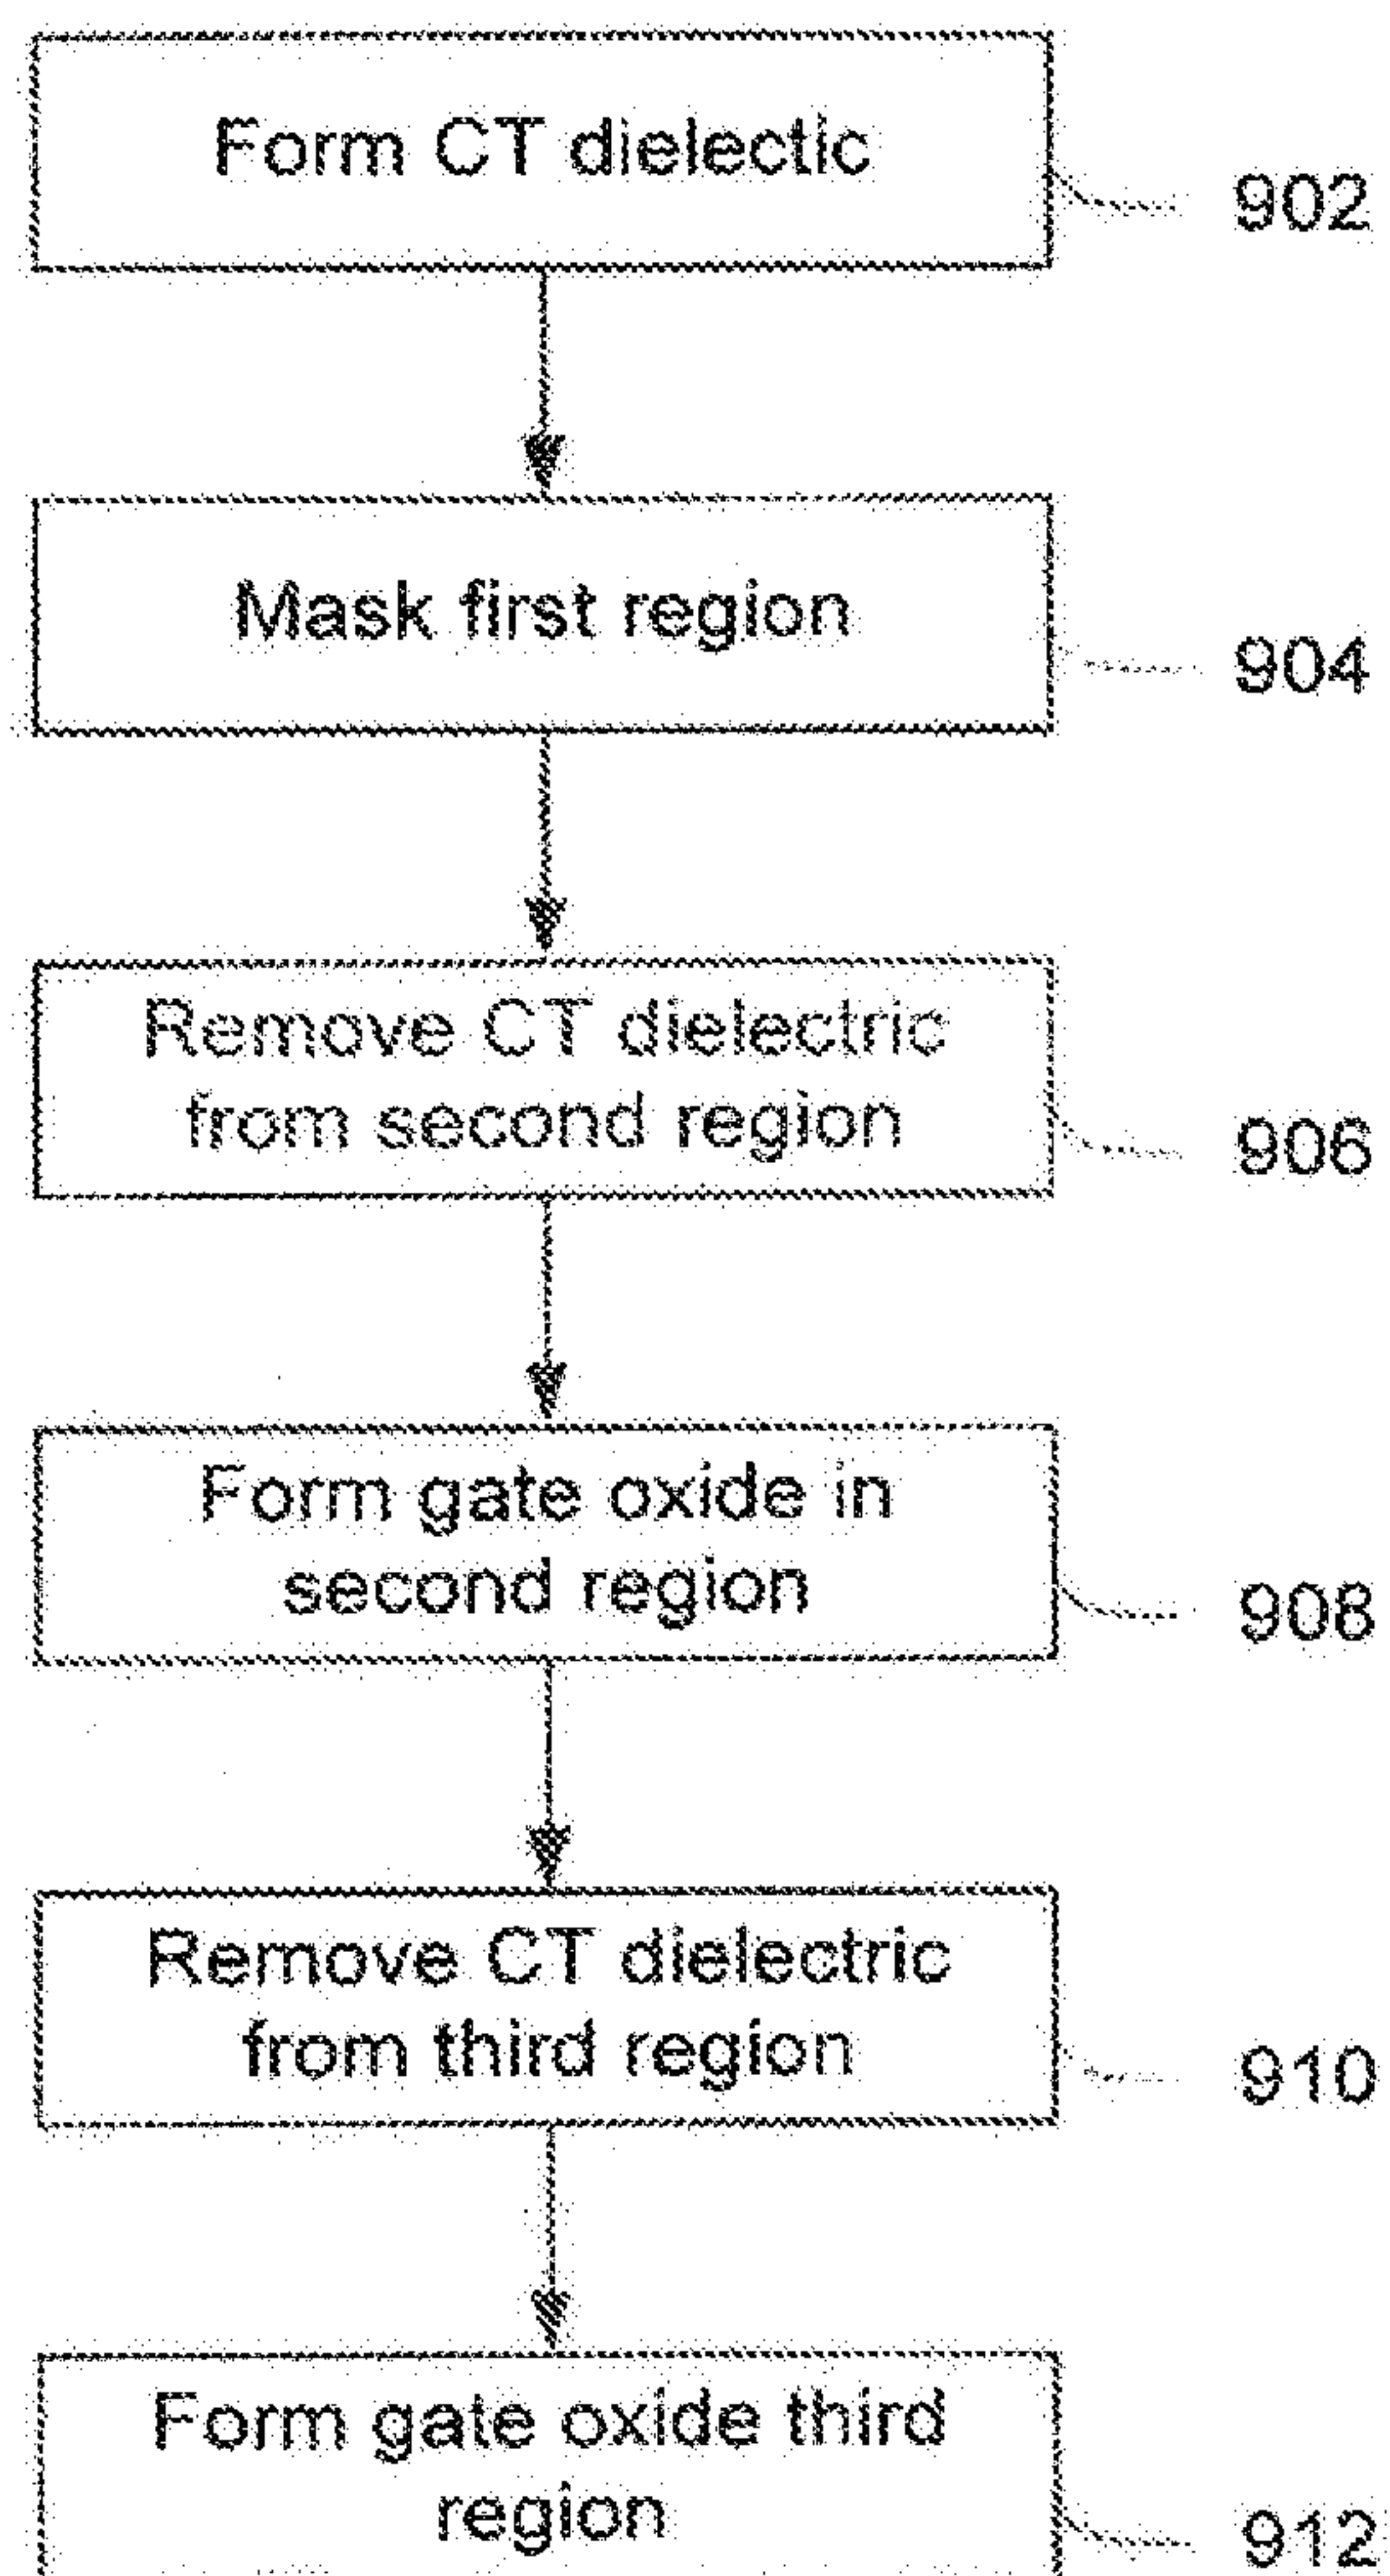 Form CT dielectic
902
Mask first region
904
Remove CT dielectric
from second region
906
Form gate oxide in
second region
908
Remove CT dielectric
from third region
910
Form gate oxide third
region
912